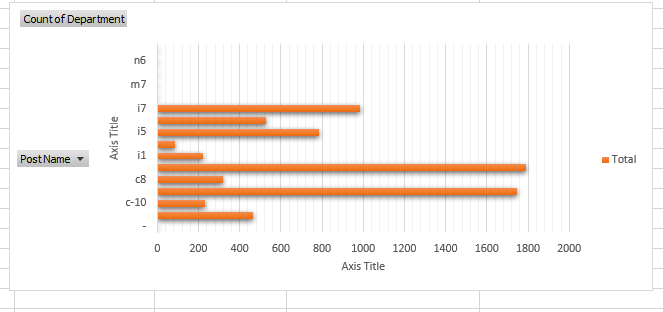 Count of Department
n6
m7
i7
i5
i1
c8
c-10
-
Axis Title
Post Name
Total
0 200 400 600 800 1000 1200 1400 1600 1800 2000
Axis Title